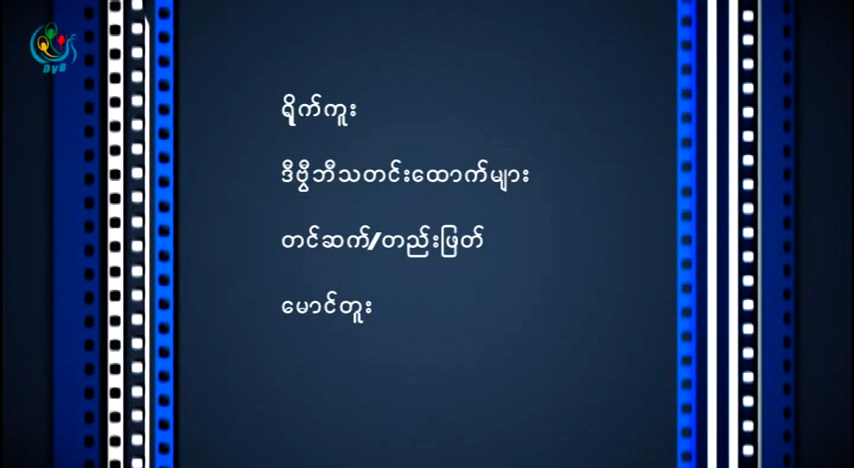 DVB
ရိုက်ကူး
ဒီဗွီဘီသတင်းထောက်များ
တင်ဆက်/တည်းဖြတ်
မောင်တူး